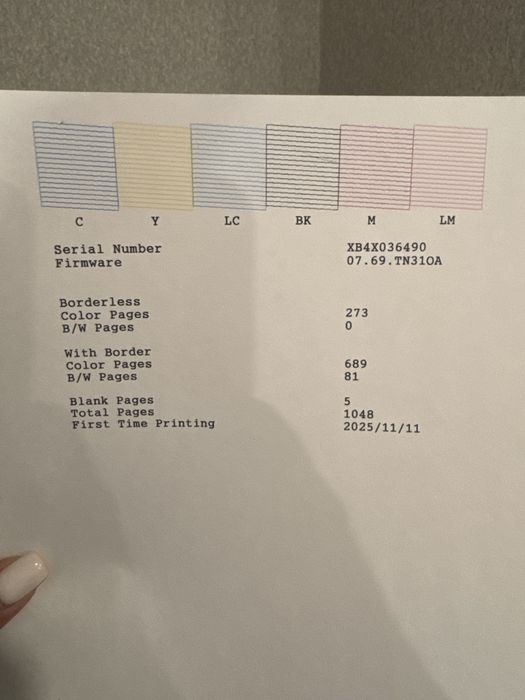 C Y LC BK M LM
Serial Number XB4X036490
Firmware 07.69.TN310A
Borderless
Color Pages 273
B/W Pages 0
With Border
Color Pages 689
B/W Pages 81
Blank Pages 5
Total Pages 1048
First Time Printing 2025/11/11